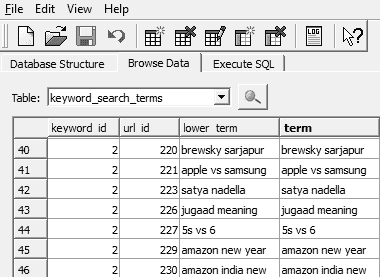 File View Help
LOG
Database Structure Browse Data Execute SQL
Table: keyword_search_terms
keyword_id url_id lower_term term
40 2 220 brewsky sarjapur brewsky sarjapur
41 2 221 apple vs samsung apple vs samsung
42 2 223 satya nadella satya nadella
43 2 226 jugaad meaning jugaad meaning
44 2 227 5s vs 6 5s vs 6
45 2 229 amazon new year amazon new year
46 2 230 amazon india new amazon india new